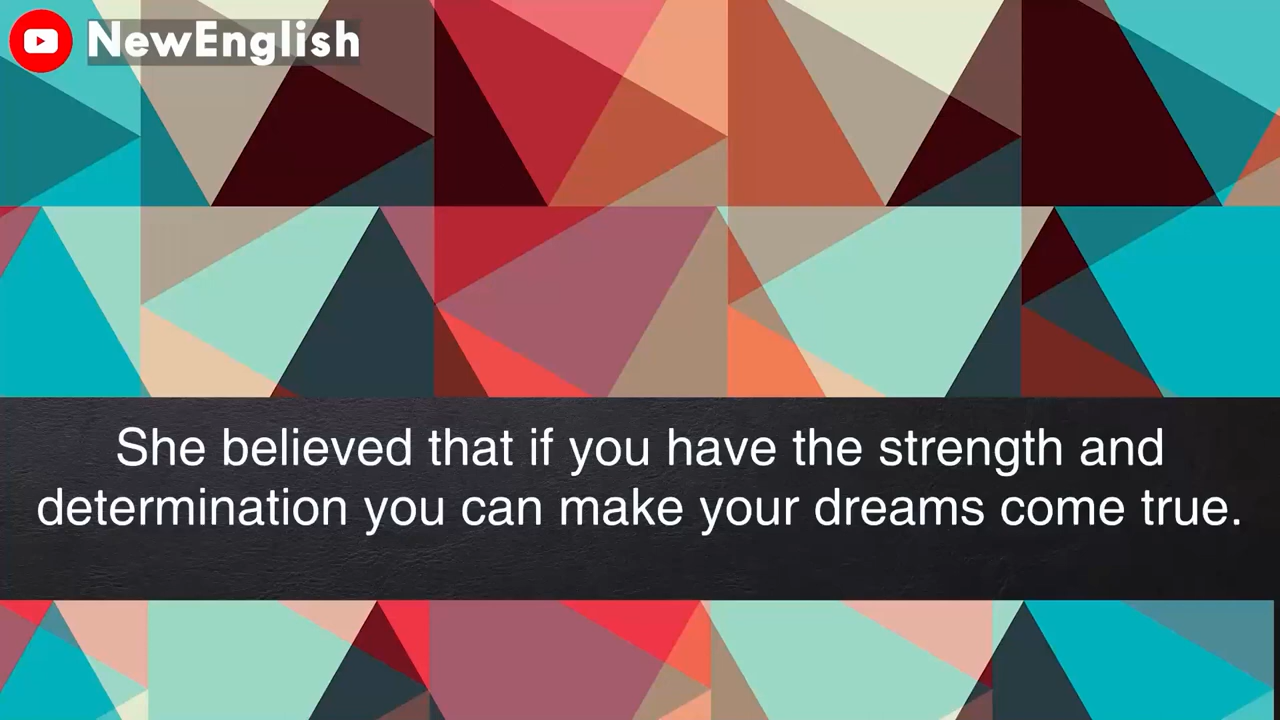 NewEnglish
She believed that if you have the strength and
determination you can make your dreams come true.